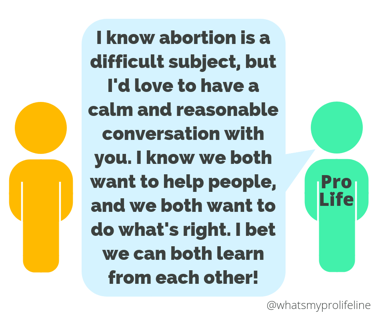 I know abortion is a
difficult subject, but
I'd love to have a
calm and reasonable
conversation with
you. I know we both
want to help people,
and we both want to
do what's right. I bet
we can both learn
from each other!
Pro
Life
@whatsmyprolifeline